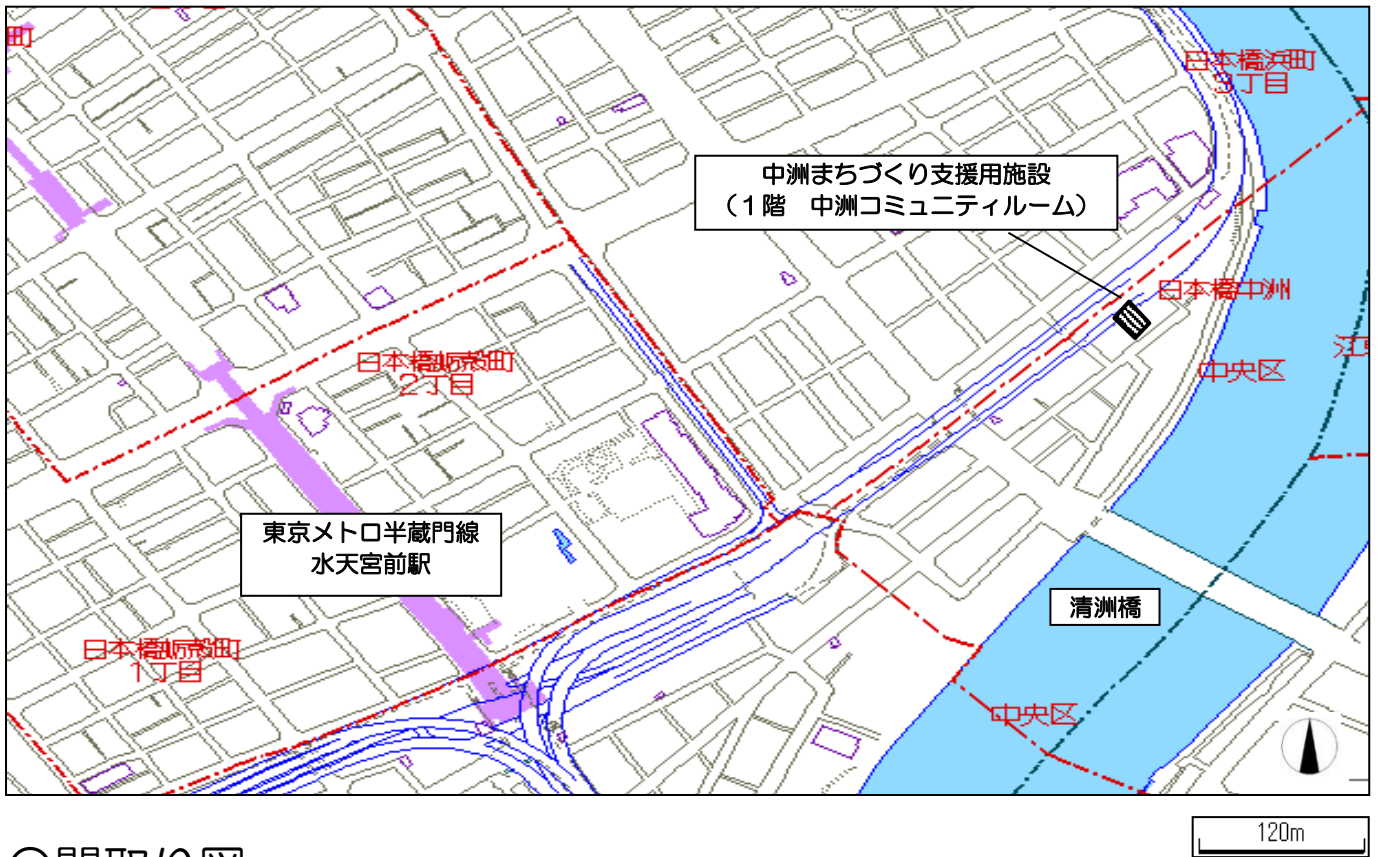 町
日本橋浜町
3丁目
中洲まちづくり支援用施設
（1階　中洲コミュニティルーム）
日本橋中洲
中央区
日本橋蛎殻町
2丁目
東京メトロ半蔵門線
水天宮前駅
清洲橋
日本橋蛎殻町
1丁目
中央区
120m